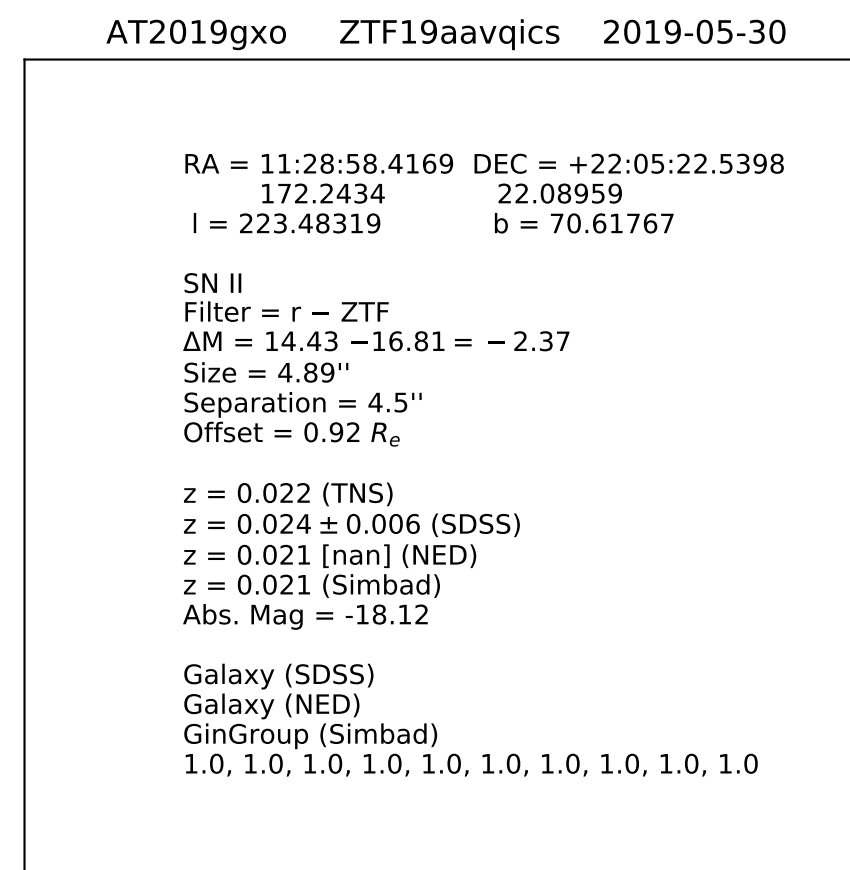 AT2019gxo ZTF19aavqics 2019-05-30
RA = 11:28:58.4169 DEC = +22:05:22.5398
172.2434 22.08959
l = 223.48319 b = 70.61767
SN II
Filter = r − ZTF
ΔM = 14.43 −16.81 = − 2.37
Size = 4.89''
Separation = 4.5''
Offset = 0.92 Rₑ
z = 0.022 (TNS)
z = 0.024 ± 0.006 (SDSS)
z = 0.021 [nan] (NED)
z = 0.021 (Simbad)
Abs. Mag = -18.12
Galaxy (SDSS)
Galaxy (NED)
GinGroup (Simbad)
1.0, 1.0, 1.0, 1.0, 1.0, 1.0, 1.0, 1.0, 1.0, 1.0